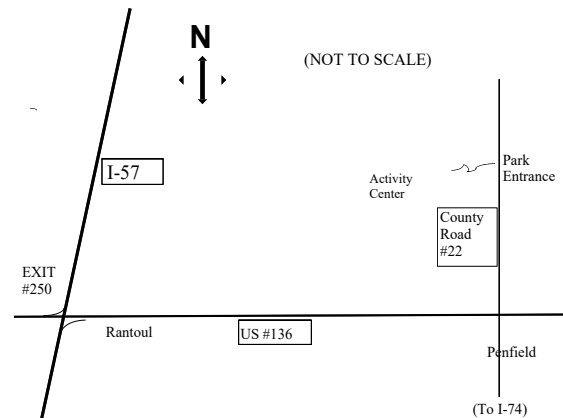 N
(NOT TO SCALE)
I-57
Park
Entrance
Activity
Center
County
Road
#22
EXIT
#250
Rantoul
US #136
Penfield
(To I-74)